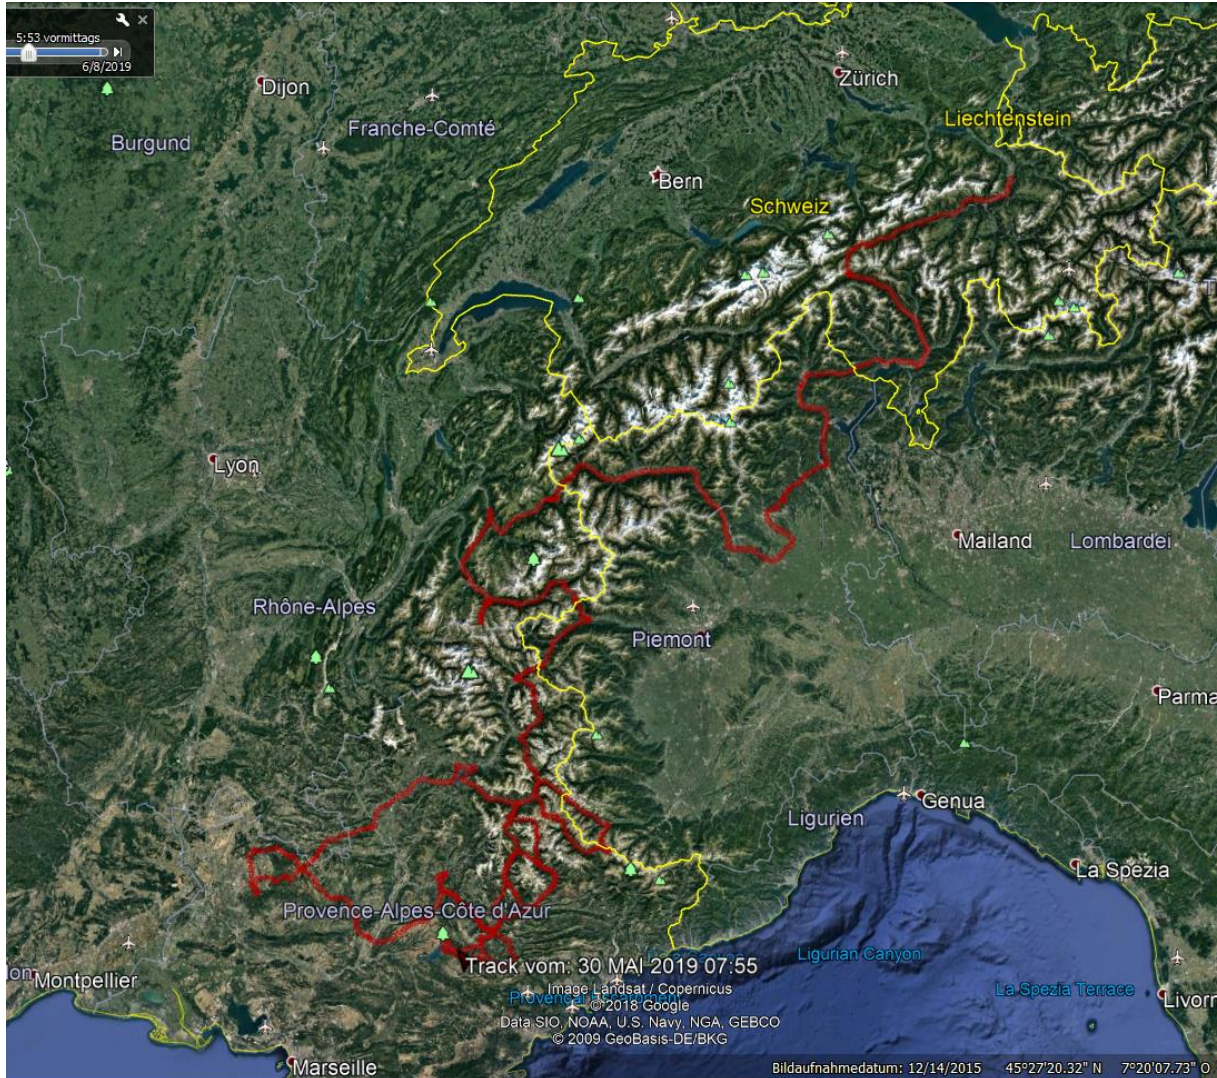 5:53 vormittags
6/8/2019
Dijon
Zürich
Burgund
Franche-Comté
Liechtenstein
Bern
Schweiz
Lyon
Mailand
Lombardei
Rhône-Alpes
Piemont
Parma
Genua
Ligurien
La Spezia
Provence-Alpes-Côte d'Azur
Ligurian Canyon
Track vom: 30 MAI 2019 07:55
Montpellier
La Spezia Terrace
Livorn
Image Landsat / Copernicus
© 2018 Google
Data SIO, NOAA, U.S. Navy, NGA, GEBCO
© 2009 GeoBasis-DE/BKG
Marseille
Bildaufnahmedatum: 12/14/2015 45°27'20.32" N 7°20'07.73" O